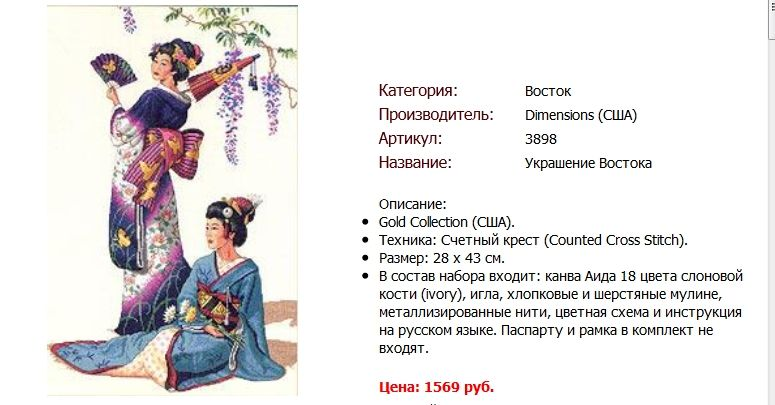 Категория: Восток
Производитель: Dimensions (США)
Артикул: 3898
Название: Украшение Востока
Описание:
Gold Collection (США).
Техника: Счетный крест (Counted Cross Stitch).
Размер: 28 x 43 см.
В состав набора входит: канва Аида 18 цвета слоновой
кости (ivory), игла, хлопковые и шерстяные мулине,
металлизированные нити, цветная схема и инструкция
на русском языке. Паспарту и рамка в комплект не
входят.
Цена: 1569 руб.